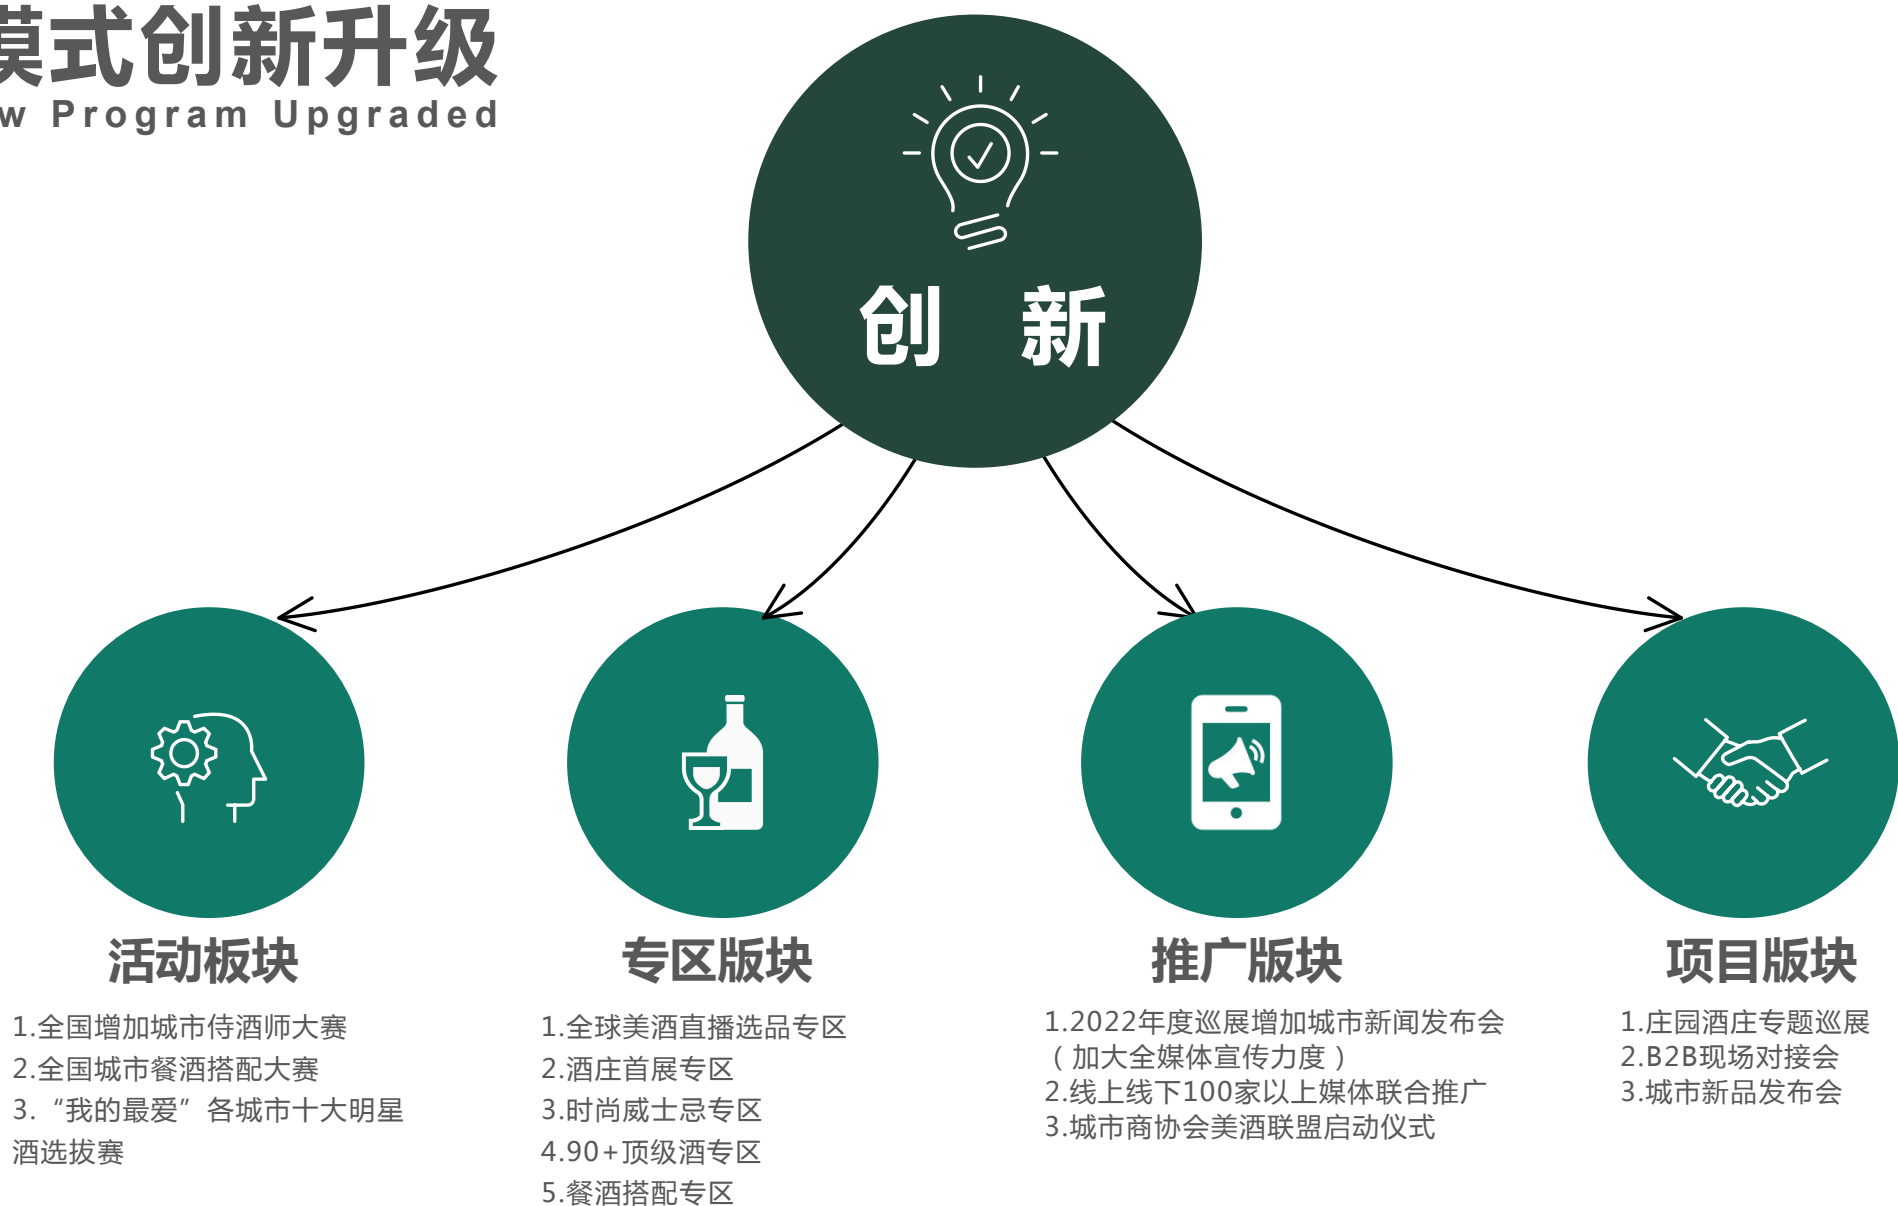 模式创新升级
w Program Upgraded
创 新
活动板块
1.全国增加城市侍酒师大赛
2.全国城市餐酒搭配大赛
3.“我的最爱”各城市十大明星
酒选拔赛
专区版块
1.全球美酒直播选品专区
2.酒庄首展专区
3.时尚威士忌专区
4.90+顶级酒专区
5.餐酒搭配专区
推广版块
1.2022年度巡展增加城市新闻发布会
（加大全媒体宣传力度）
2.线上线下100家以上媒体联合推广
3.城市商协会美酒联盟启动仪式
项目版块
1.庄园酒庄专题巡展
2.B2B现场对接会
3.城市新品发布会